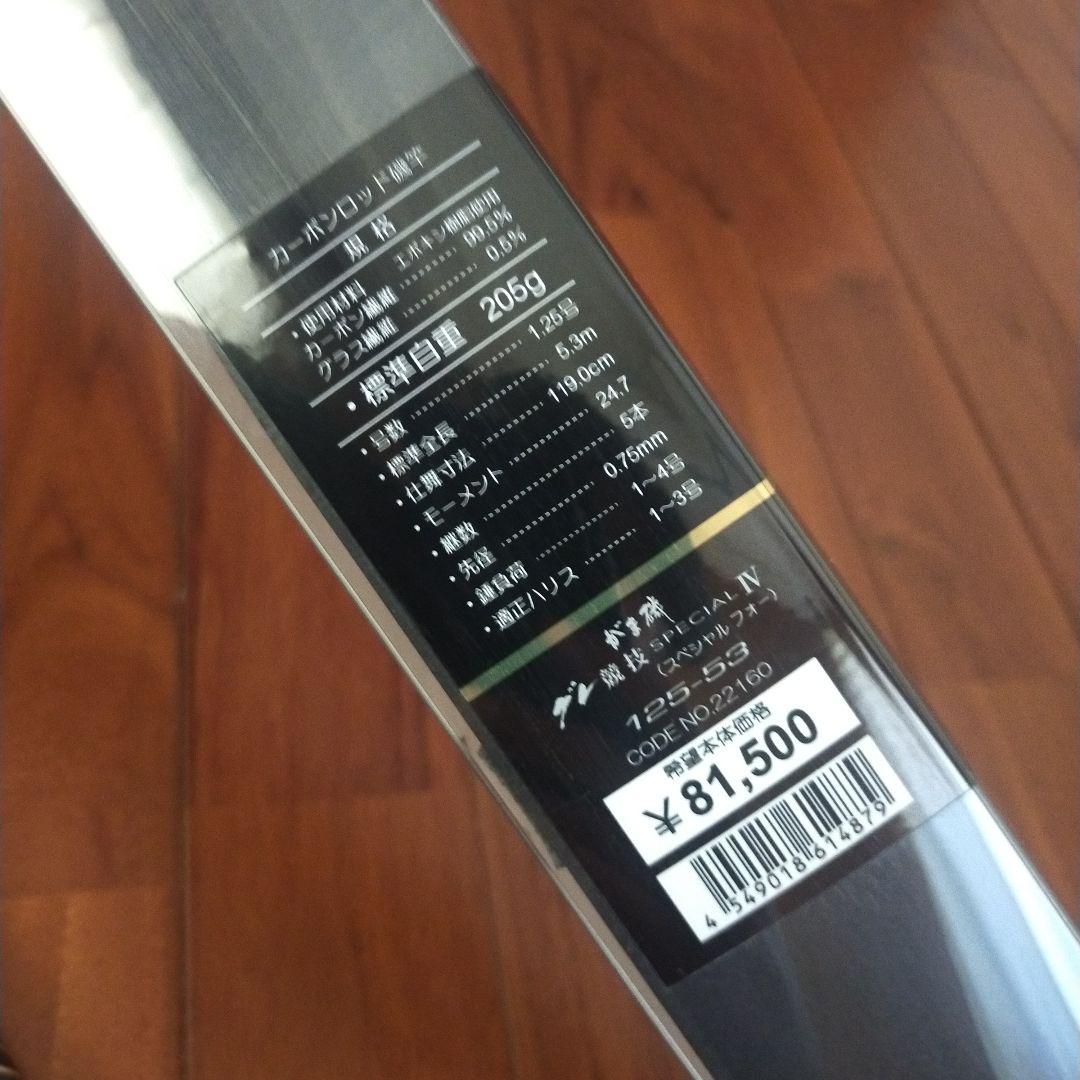 カーボンロッド磯竿
規格
・使用材料 エポキシ樹脂使用
カーボン繊維 99.5%
グラス繊維 0.5%
・標準自重 205g
・号数 1.25号
・標準全長 5.3m
・仕舞寸法 119.0cm
・モーメント 24.7
・継数 5本
・先径 0.75mm
・錘負荷 1〜4号
・適正ハリス 1〜3号
がま磯
グレ競技SPECIAL Ⅳ
(スペシャルフォー)
125-53
CODE NO,22160
希望本体価格
¥81,500
4 549018 614879